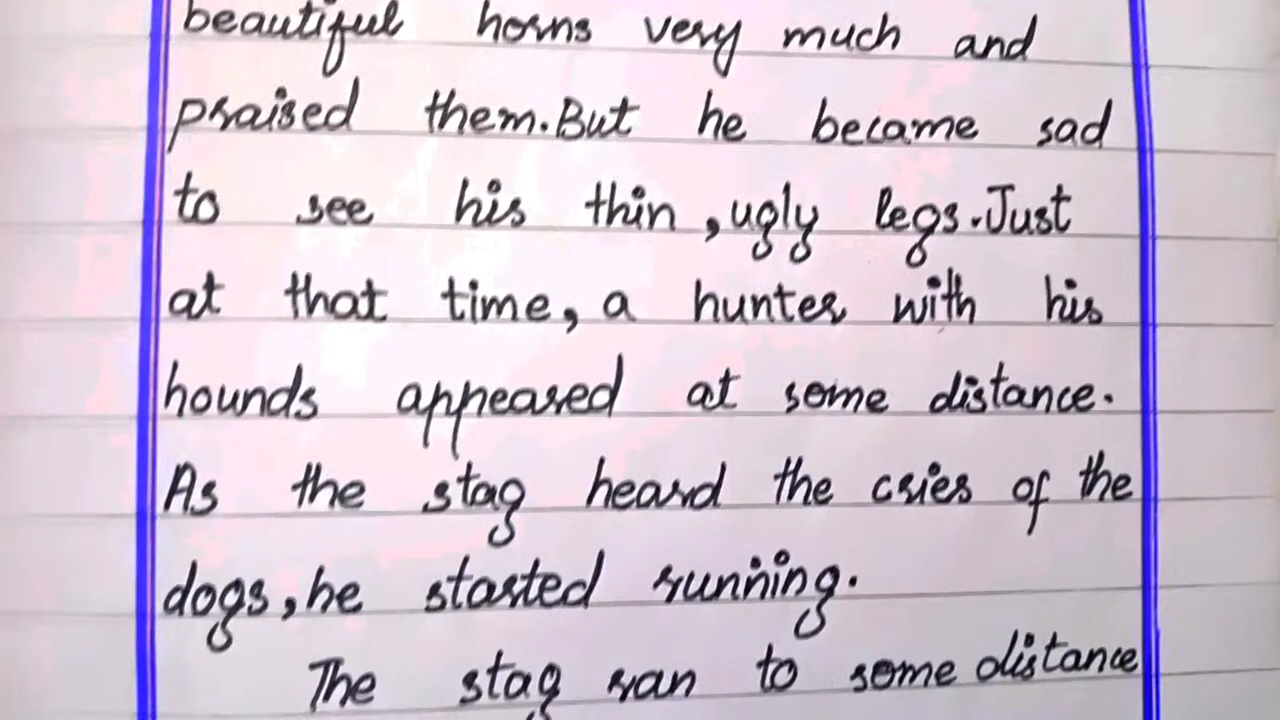 beautiful horns very much and
praised them.But he became sad
to see his thin ,ugly legs.Just
at that time, a hunter with his
hounds appeared at some distance.
As the stag heard the cries of the
dogs,he started running.
The stag ran to some distance